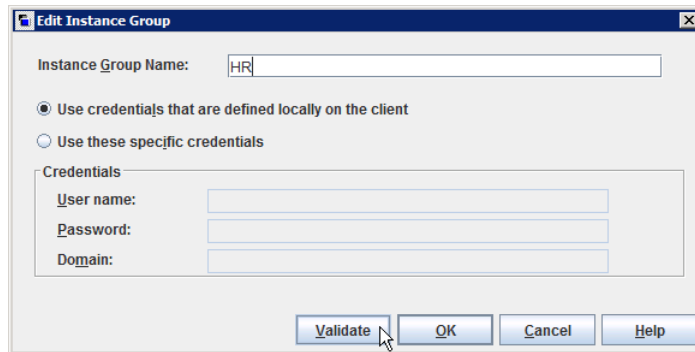 Edit Instance Group
Instance Group Name: HR
Use credentials that are defined locally on the client
Use these specific credentials
Credentials
User name:
Password:
Domain:
Validate OK Cancel Help